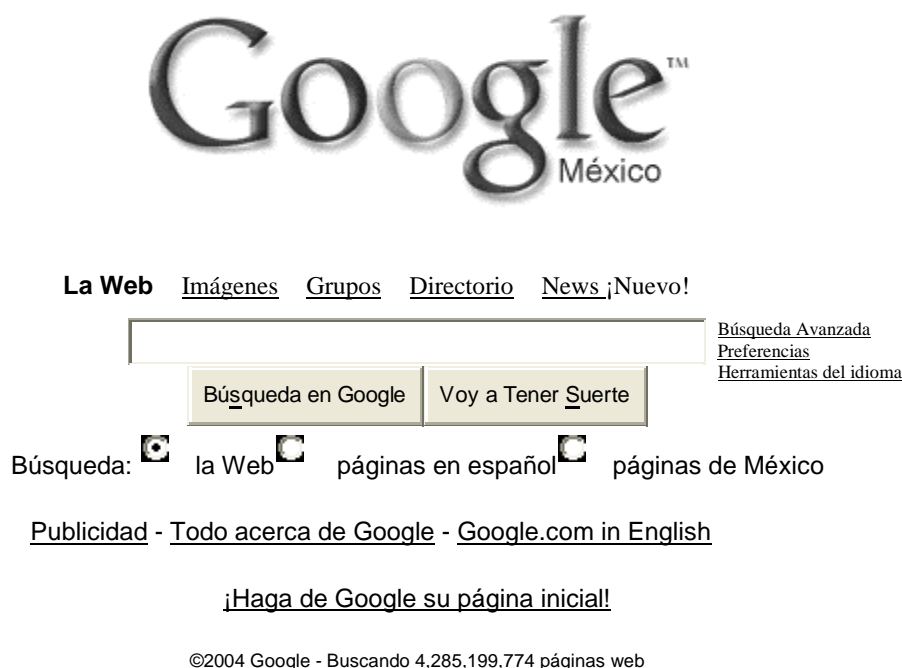 Google™
México
La Web Imágenes Grupos Directorio News ¡Nuevo!
Búsqueda Avanzada
Preferencias
Herramientas del idioma
Búsqueda en Google Voy a Tener Suerte
Búsqueda: la Web páginas en español páginas de México
Publicidad - Todo acerca de Google - Google.com in English
¡Haga de Google su página inicial!
©2004 Google - Buscando 4,285,199,774 páginas web